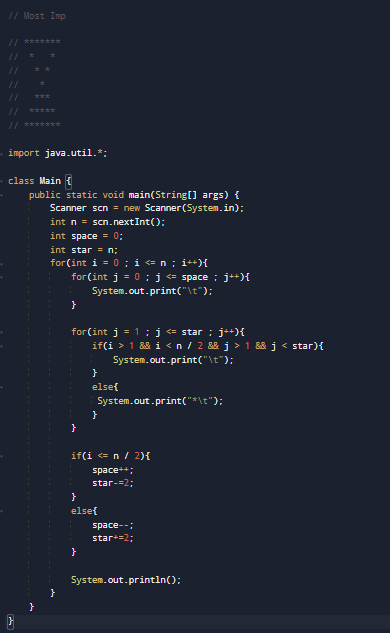 // Most Imp
// *******
//  *   *
//   * *
//    *
//   ***
//  *****
// *******
import java.util.*;
class Main {
    public static void main(String[] args) {
        Scanner scn = new Scanner(System.in);
        int n = scn.nextInt();
        int space = 0;
        int star = n;
        for(int i = 0 ; i <= n ; i++){
            for(int j = 0 ; j <= space ; j++){
                System.out.print("\t");
            }
            for(int j = 1 ; j <= star ; j++){
                if(i > 1 && i < n / 2 && j > 1 && j < star){
                    System.out.print("\t");
                }
                else{
                 System.out.print("*\t");
                }
            }
            if(i <= n / 2){
                space++;
                star-=2;
            }
            else{
                space--;
                star+=2;
            }
            System.out.println();
        }
    }
}